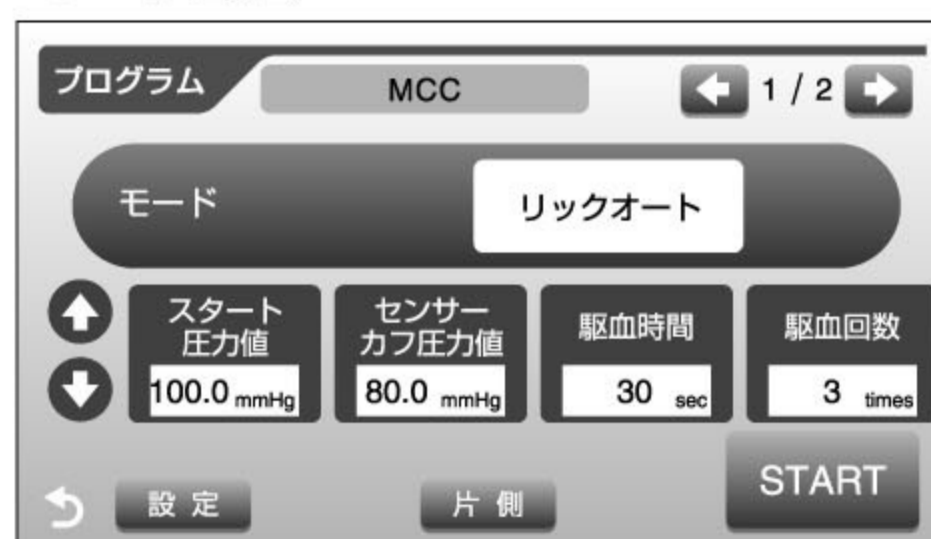 プログラム
MCC
1 / 2
モード
リックオート
スタート
圧力値
100.0 mmHg
センサー
カフ圧力値
80.0 mmHg
駆血時間
30 sec
駆血回数
3 times
設 定
片 側
START